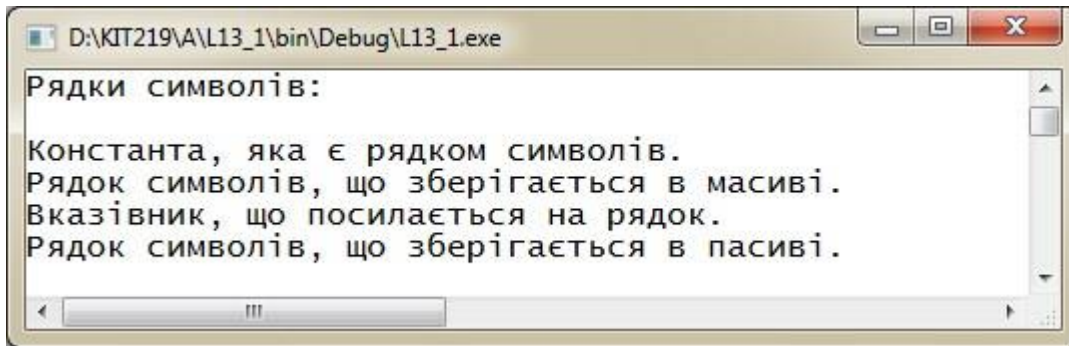 D:\KIT219\A\L13_1\bin\Debug\L13_1.exe
Рядки символів:
Константа, яка є рядком символів.
Рядок символів, що зберігається в масиві.
Вказівник, що посилається на рядок.
Рядок символів, що зберігається в пасиві.